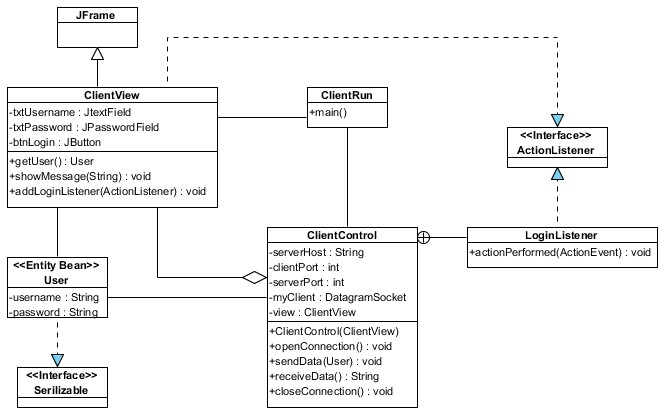 JFrame
ClientView
-txtUsername : JtextField
-txtPassword : JPasswordField
-btnLogin : JButton
+getUser() : User
+showMessage(String) : void
+addLoginListener(ActionListener) : void
ClientRun
+main()
<<Interface>>
ActionListener
ClientControl
-serverHost : String
-clientPort : int
-serverPort : int
-myClient : DatagramSocket
-view : ClientView
+ClientControl(ClientView)
+openConnection() : void
+sendData(User) : void
+receiveData() : String
+closeConnection() : void
LoginListener
+actionPerformed(ActionEvent) : void
<<Entity Bean>>
User
-username : String
-password : String
<<Interface>>
Serilizable